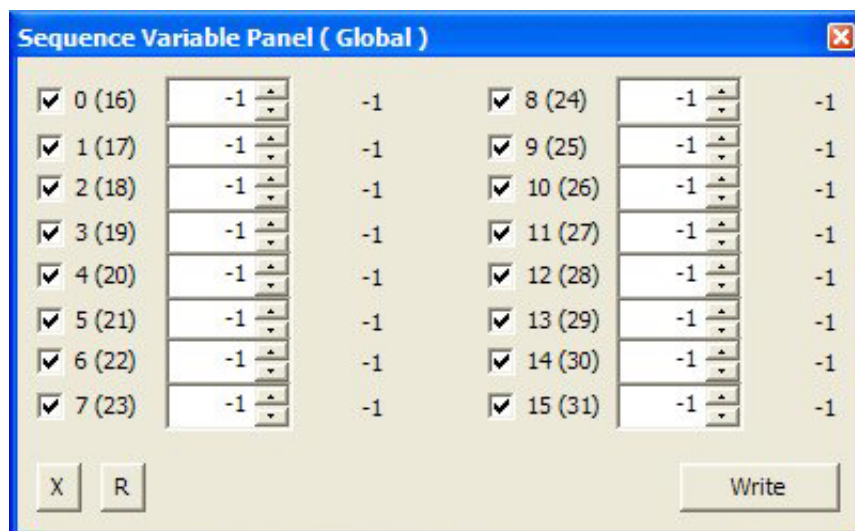 Sequence Variable Panel ( Global )
0 (16) -1 -1 8 (24) -1 -1
1 (17) -1 -1 9 (25) -1 -1
2 (18) -1 -1 10 (26) -1 -1
3 (19) -1 -1 11 (27) -1 -1
4 (20) -1 -1 12 (28) -1 -1
5 (21) -1 -1 13 (29) -1 -1
6 (22) -1 -1 14 (30) -1 -1
7 (23) -1 -1 15 (31) -1 -1
X R Write